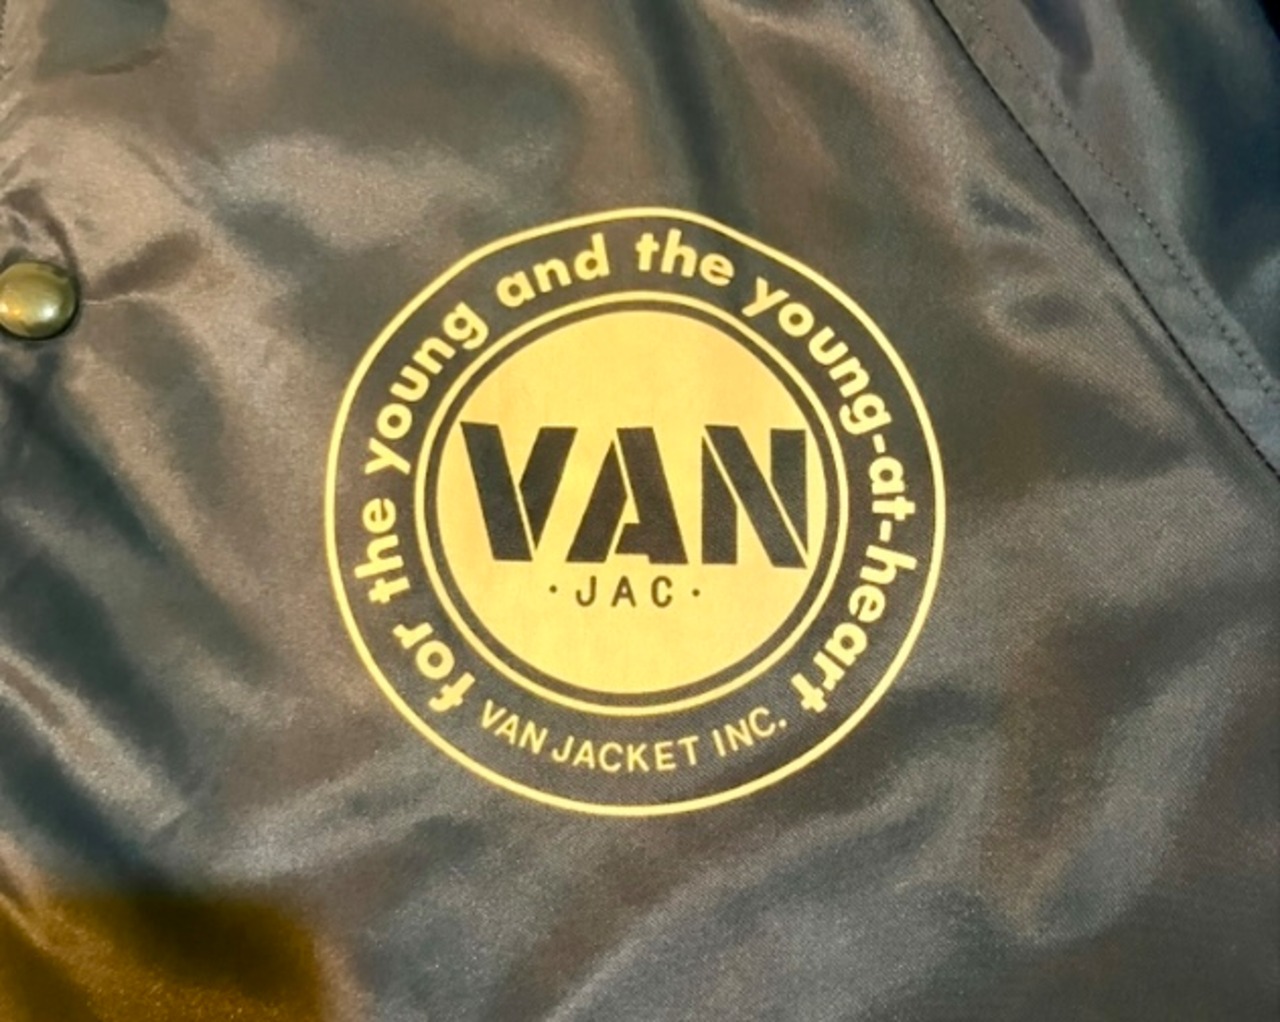 for the young and the young-at-heart
VAN
·JAC·
VAN JACKET INC.